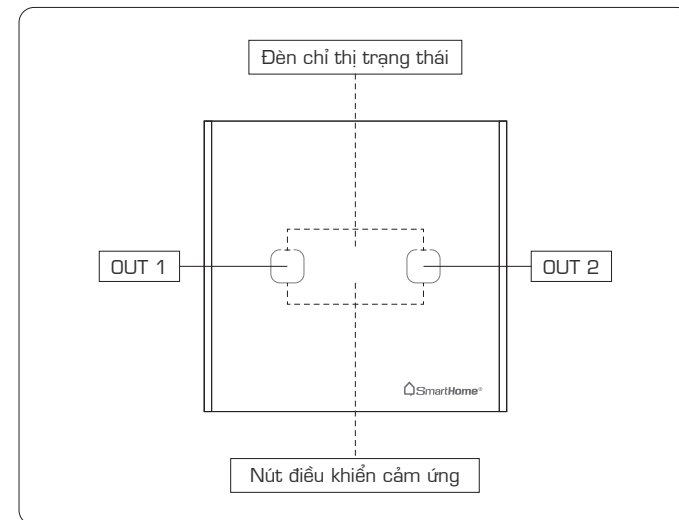 Đèn chỉ thị trạng thái
OUT 1
OUT 2
SmartHome®
Nút điều khiển cảm ứng